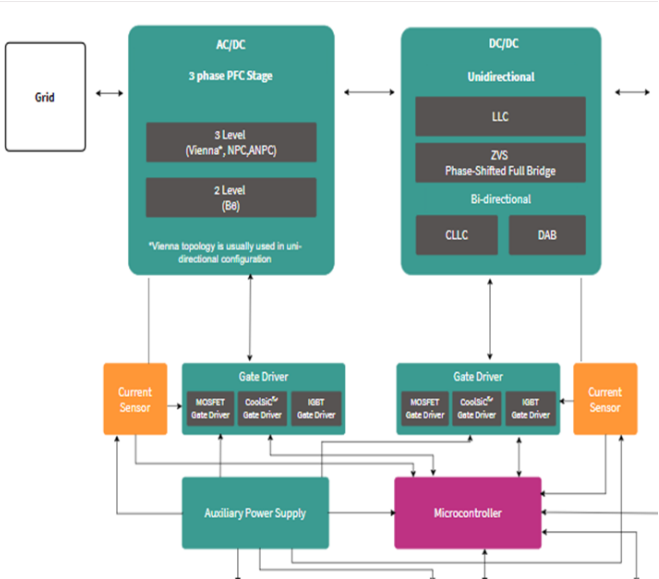 AC/DC
DC/DC
3 phase PFC Stage
Unidirectional
Grid
LLC
3 Level
(Vienna*, NPC,ANPC)
ZVS
Phase-Shifted Full Bridge
2 Level
(B6)
Bi-directional
CLLC
DAB
*Vienna topology is usually used in uni-
directional configuration
Current
Sensor
Gate Driver
MOSFET
Gate Driver
CoolSiC
Gate Driver
IGBT
Gate Driver
Gate Driver
MOSFET
Gate Driver
CoolSiC
Gate Driver
IGBT
Gate Driver
Current
Sensor
Auxiliary Power Supply
Microcontroller